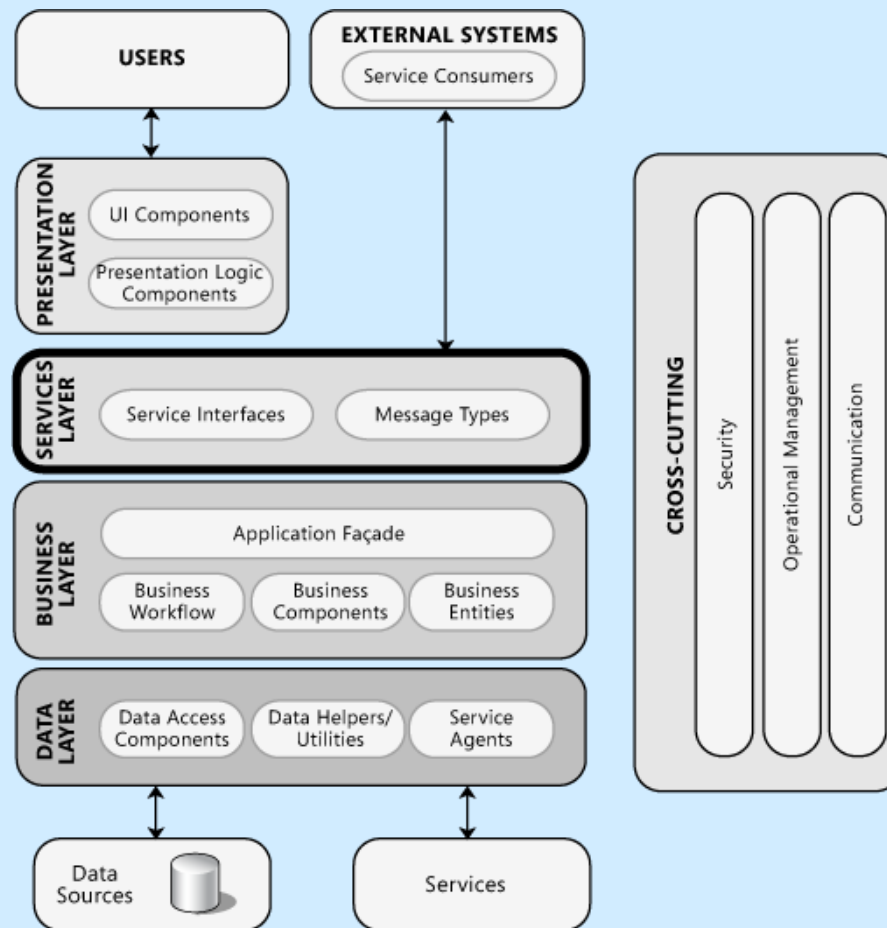 USERS
EXTERNAL SYSTEMS
Service Consumers
PRESENTATION
LAYER
UI Components
Presentation Logic
Components
SERVICES
LAYER
Service Interfaces
Message Types
BUSINESS
LAYER
Application Façade
Business
Workflow
Business
Components
Business
Entities
DATA
LAYER
Data Access
Components
Data Helpers/
Utilities
Service
Agents
Data
Sources
Services
CROSS-CUTTING
Security
Operational Management
Communication